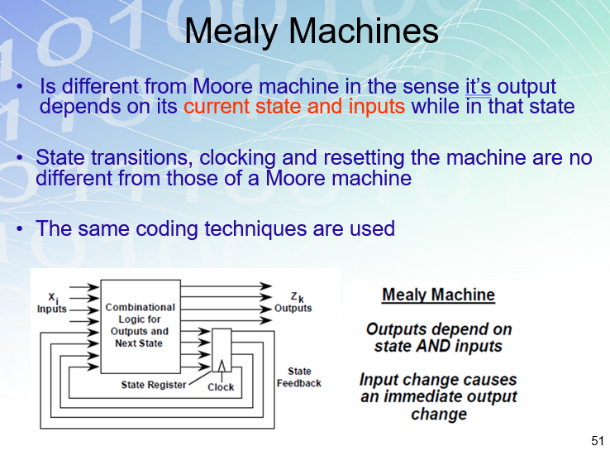 Mealy Machines
• Is different from Moore machine in the sense it's output
depends on its current state and inputs while in that state
• State transitions, clocking and resetting the machine are no
different from those of a Moore machine
• The same coding techniques are used
Xi
Inputs
Combinational
Logic for
Outputs and
Next State
Zk
Outputs
State Register
Clock
State
Feedback
Mealy Machine
Outputs depend on
state AND inputs
Input change causes
an immediate output
change
51